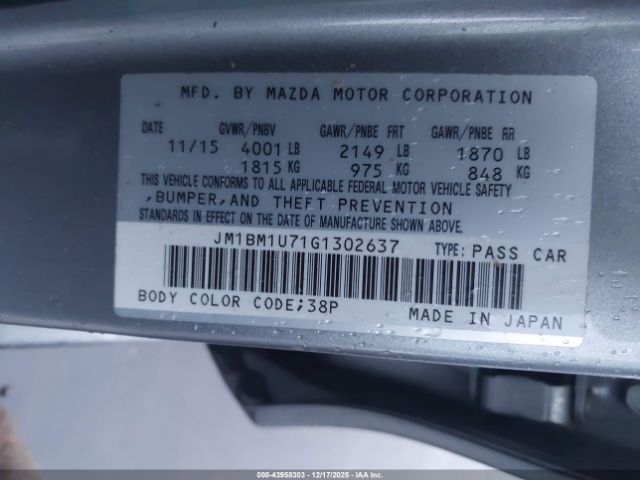 MFD. BY MAZDA MOTOR CORPORATION
DATE GVWR/PNBV GAWR/PNBE FRT GAWR/PNBE RR
11/15 4001 LB 2149 LB 1870 LB
1815 KG 975 KG 848 KG
THIS VEHICLE CONFORMS TO ALL APPLICABLE FEDERAL MOTOR VEHICLE SAFETY
,BUMPER,AND THEFT PREVENTION
STANDARDS IN EFFECT ON THE DATE OF MANUFACTURE SHOWN ABOVE.
JM1BM1U71G1302637 TYPE: PASS CAR
BODY COLOR CODE;38P MADE IN JAPAN
000-43958303 - 12/17/2025 - IAAI.COM